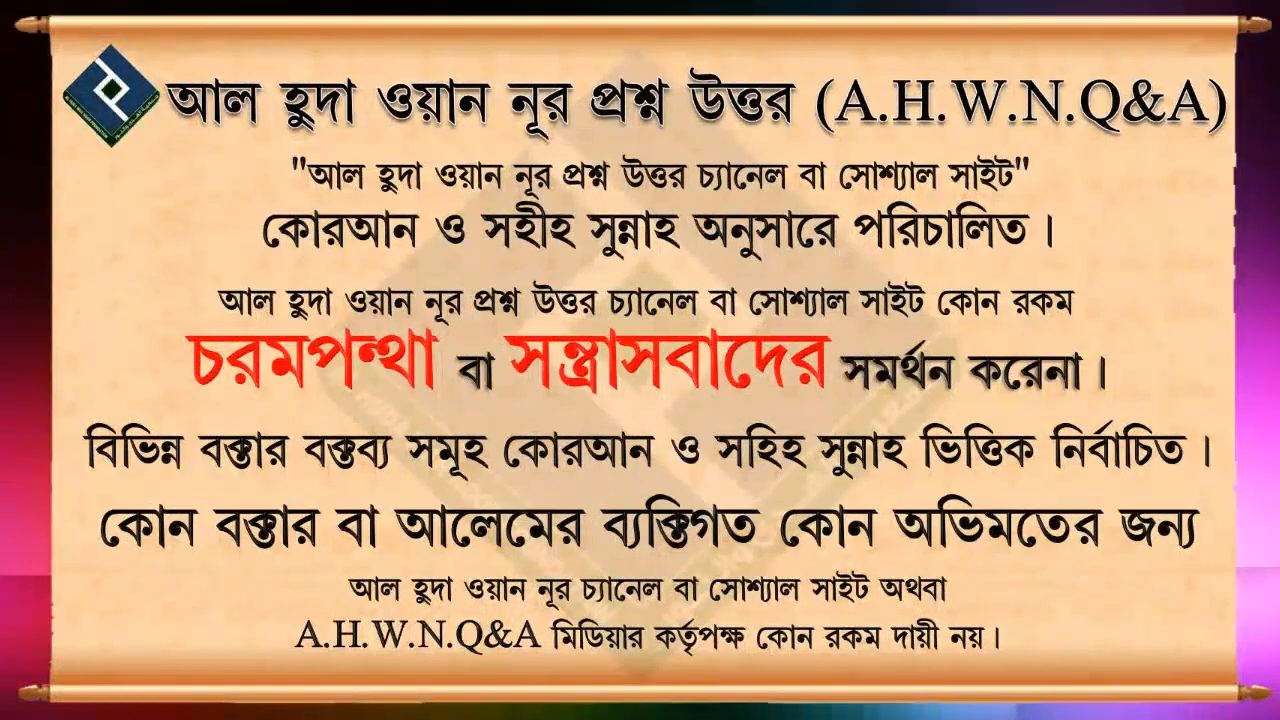 আল হুদা ওয়ান নূর প্রশ্ন উত্তর (A.H.W.N.Q&A)
"আল হুদা ওয়ান নূর প্রশ্ন উত্তর চ্যানেল বা সোশ্যাল সাইট"
কোরআন ও সহীহ সুন্নাহ অনুসারে পরিচালিত ।
আল হুদা ওয়ান নূর প্রশ্ন উত্তর চ্যানেল বা সোশ্যাল সাইট কোন রকম
চরমপন্থা বা সন্ত্রাসবাদের সমর্থন করেনা ।
বিভিন্ন বক্তার বক্তব্য সমূহ কোরআন ও সহিহ সুন্নাহ ভিত্তিক নির্বাচিত ।
কোন বক্তার বা আলেমের ব্যক্তিগত কোন অভিমতের জন্য
আল হুদা ওয়ান নূর চ্যানেল বা সোশ্যাল সাইট অথবা
A.H.W.N.Q&A মিডিয়ার কর্তৃপক্ষ কোন রকম দায়ী নয় ।